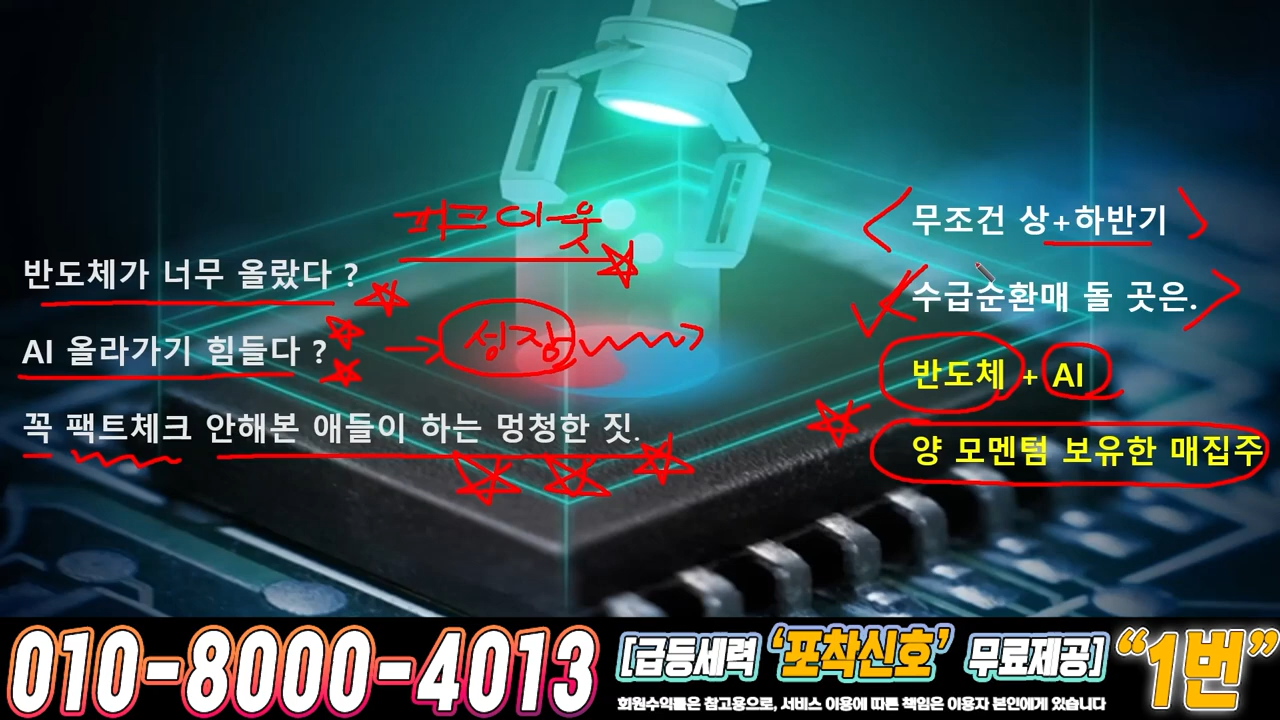 반도체가 너무 올랐다 ?
AI 올라가기 힘들다 ?
꼭 팩트체크 안해본 애들이 하는 멍청한 짓.
성장
무조건 상+하반기
수급순환매 돌 곳은.
반도체 + AI
양 모멘텀 보유한 매집주
010-8000-4013
[급등세력 '포착신호' 무료제공] "1번"
회원수익률은 참고용으로, 서비스 이용에 따른 책임은 이용자 본인에게 있습니다